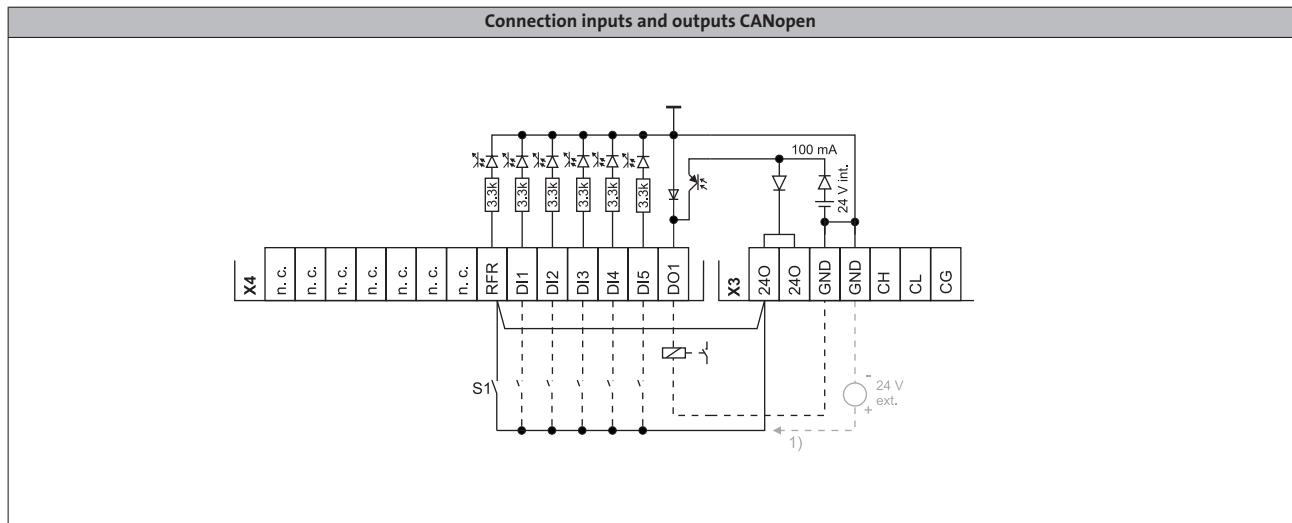 Connection inputs and outputs CANopen
100 mA
24 V int.
3.3k
3.3k
3.3k
3.3k
3.3k
3.3k
X4
n. c.
n. c.
n. c.
n. c.
n. c.
n. c.
n. c.
RFR
DI1
DI2
DI3
DI4
DI5
DO1
X3
24O
24O
GND
GND
CH
CL
CG
S1
-
24 V
ext.
+
1)